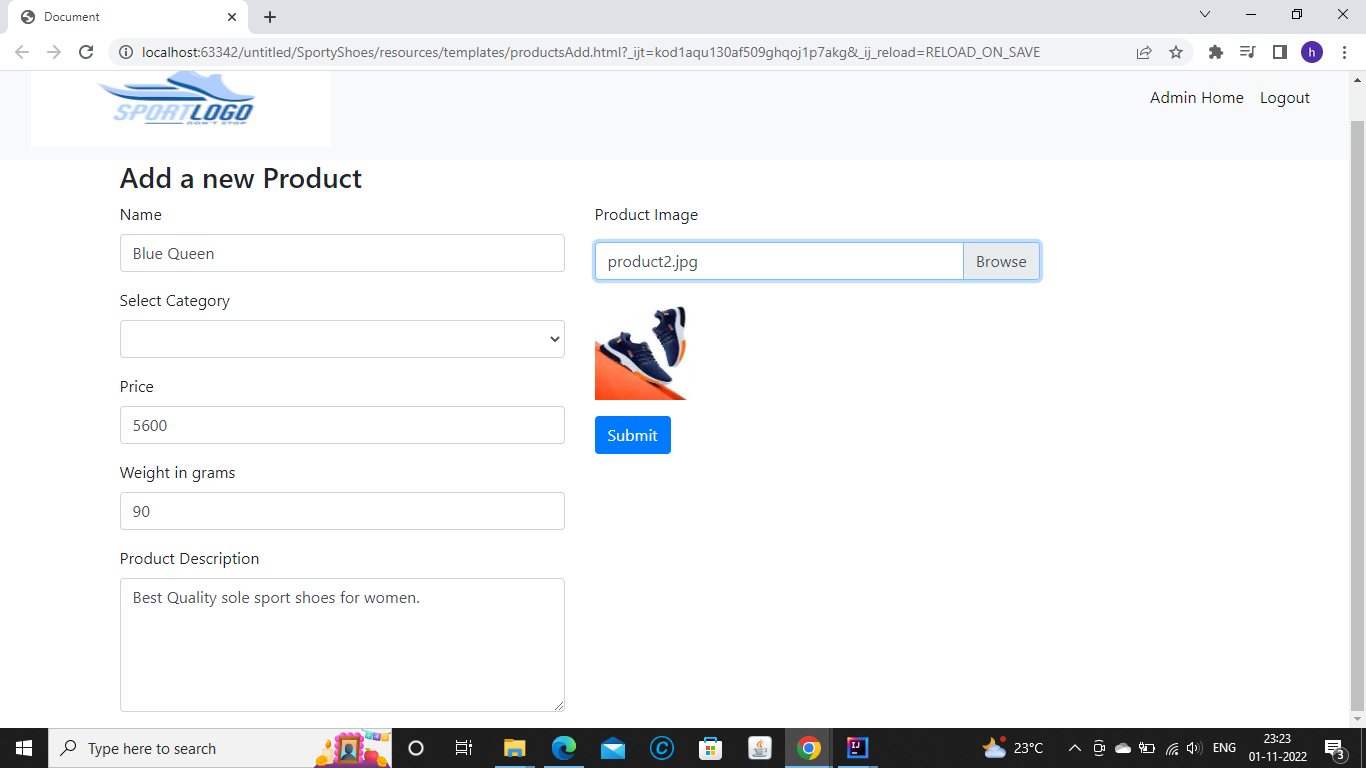 Document
localhost:63342/untitled/SportyShoes/resources/templates/productsAdd.html?_ijt=kod1aqu130af509ghqoj1p7akg&_ij_reload=RELOAD_ON_SAVE
h
SPORTLOGO
DON'T STOP
Admin Home Logout
Add a new Product
Name
Blue Queen
Select Category
Price
5600
Weight in grams
90
Product Description
Best Quality sole sport shoes for women.
Product Image
product2.jpg Browse
Submit
Type here to search
C
IJ
23°C
ENG
23:23
01-11-2022
3